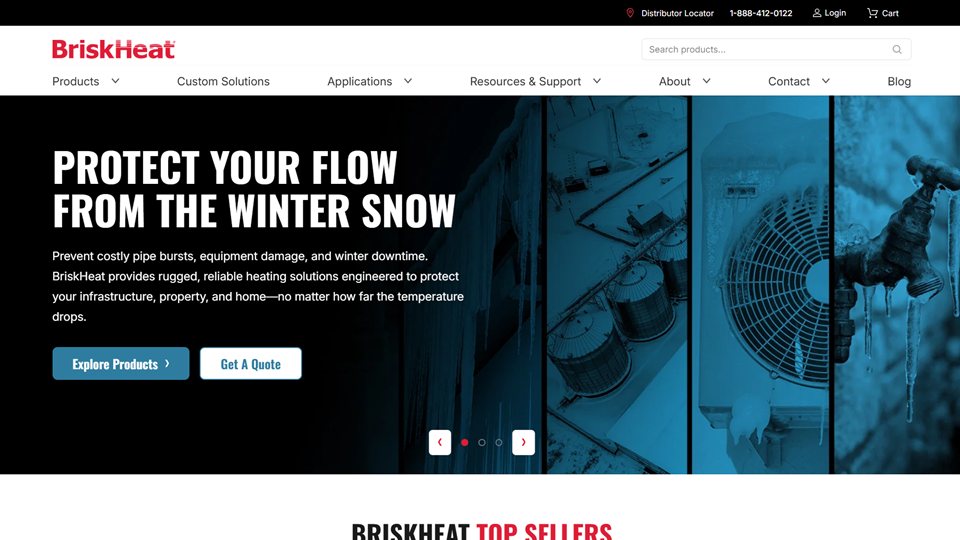 Distributor Locator
1-888-412-0122
Login
Cart
BriskHeat
Search products...
Products
Custom Solutions
Applications
Resources & Support
About
Contact
Blog
PROTECT YOUR FLOW
FROM THE WINTER SNOW
Prevent costly pipe bursts, equipment damage, and winter downtime.
BriskHeat provides rugged, reliable heating solutions engineered to protect
your infrastructure, property, and home—no matter how far the temperature
drops.
Explore Products
Get A Quote
BRISKHEAT TOP SELLERS